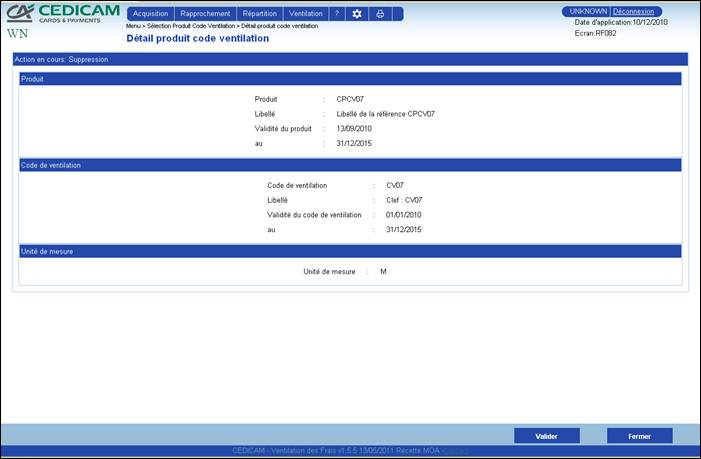 CEDICAM
CARDS & PAYMENTS
WN
Acquisition Rapprochement Répartition Ventilation ?
Menu > Sélection Produit Code Ventilation > Détail produit code ventilation
Détail produit code ventilation
UNKNOWN Déconnexion
Date d'application:10/12/2010
Ecran:RF082
Action en cours: Suppression
Produit
Produit : CPCV07
Libellé : Libellé de la référence CPCV07
Validité du produit : 13/09/2010
au : 31/12/2015
Code de ventilation
Code de ventilation : CV07
Libellé : Clef : CV07
Validité du code de ventilation : 01/01/2010
au : 31/12/2015
Unité de mesure
Unité de mesure : M
Valider Fermer
CEDICAM - Ventilation des Frais v1.5.5 13/05/2011 Recette MOA -